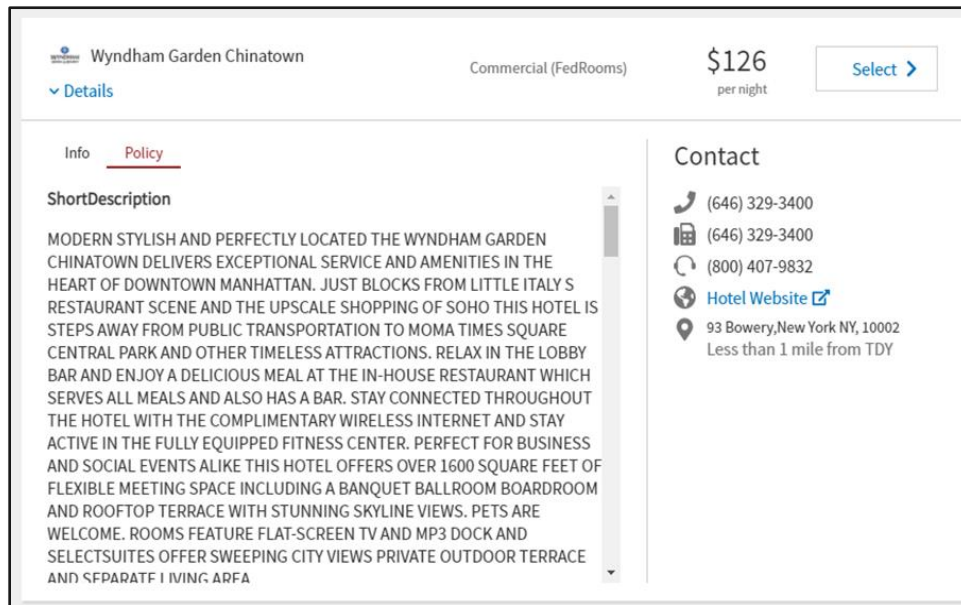 Wyndham Garden Chinatown
Commercial (FedRooms)
$126
per night
Select
Details
Info
Policy
ShortDescription
MODERN STYLISH AND PERFECTLY LOCATED THE WYNDHAM GARDEN
CHINATOWN DELIVERS EXCEPTIONAL SERVICE AND AMENITIES IN THE
HEART OF DOWNTOWN MANHATTAN. JUST BLOCKS FROM LITTLE ITALY S
RESTAURANT SCENE AND THE UPSCALE SHOPPING OF SOHO THIS HOTEL IS
STEPS AWAY FROM PUBLIC TRANSPORTATION TO MOMA TIMES SQUARE
CENTRAL PARK AND OTHER TIMELESS ATTRACTIONS. RELAX IN THE LOBBY
BAR AND ENJOY A DELICIOUS MEAL AT THE IN-HOUSE RESTAURANT WHICH
SERVES ALL MEALS AND ALSO HAS A BAR. STAY CONNECTED THROUGHOUT
THE HOTEL WITH THE COMPLIMENTARY WIRELESS INTERNET AND STAY
ACTIVE IN THE FULLY EQUIPPED FITNESS CENTER. PERFECT FOR BUSINESS
AND SOCIAL EVENTS ALIKE THIS HOTEL OFFERS OVER 1600 SQUARE FEET OF
FLEXIBLE MEETING SPACE INCLUDING A BANQUET BALLROOM BOARDROOM
AND ROOFTOP TERRACE WITH STUNNING SKYLINE VIEWS. PETS ARE
WELCOME. ROOMS FEATURE FLAT-SCREEN TV AND MP3 DOCK AND
SELECTSUITES OFFER SWEEPING CITY VIEWS PRIVATE OUTDOOR TERRACE
AND SEPARATE LIVING AREA
Contact
(646) 329-3400
(646) 329-3400
(800) 407-9832
Hotel Website
93 Bowery,New York NY, 10002
Less than 1 mile from TDY